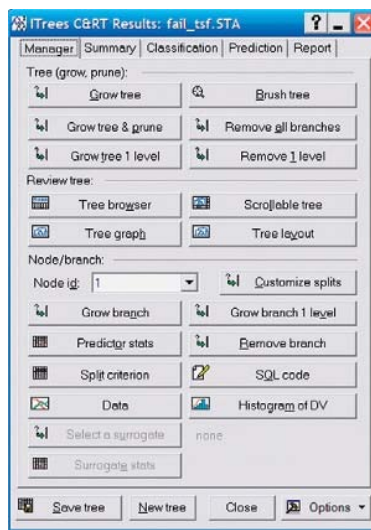 ITrees C&RT Results: fail_tsf.STA
Manager Summary Classification Prediction Report
Tree (grow, prune):
Grow tree Brush tree
Grow tree & prune Remove all branches
Grow tree 1 level Remove 1 level
Review tree:
Tree browser Scrollable tree
Tree graph Tree layout
Node/branch:
Node id: 1 Customize splits
Grow branch Grow branch 1 level
Predictor stats Remove branch
Split criterion SQL code
Data Histogram of DV
Select a surrogate none
Surrogate stats
Save tree New tree Close Options